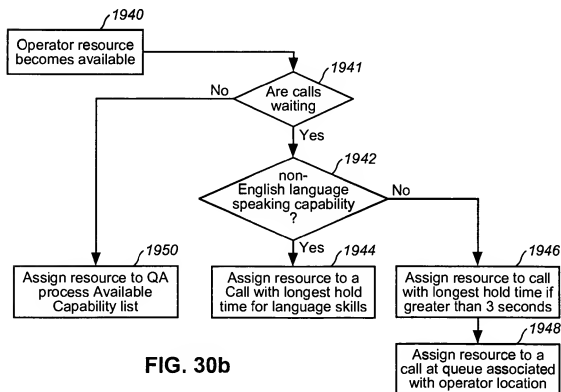 1940
Operator resource
becomes available
1941
Are calls
waiting
No
Yes
1942
non-
English language
speaking capability
?
No
Yes
1950
Assign resource to QA
process Available
Capability list
1944
Assign resource to a
Call with longest hold
time for language skills
1946
Assign resource to call
with longest hold time if
greater than 3 seconds
1948
Assign resource to a
call at queue associated
with operator location
FIG. 30b